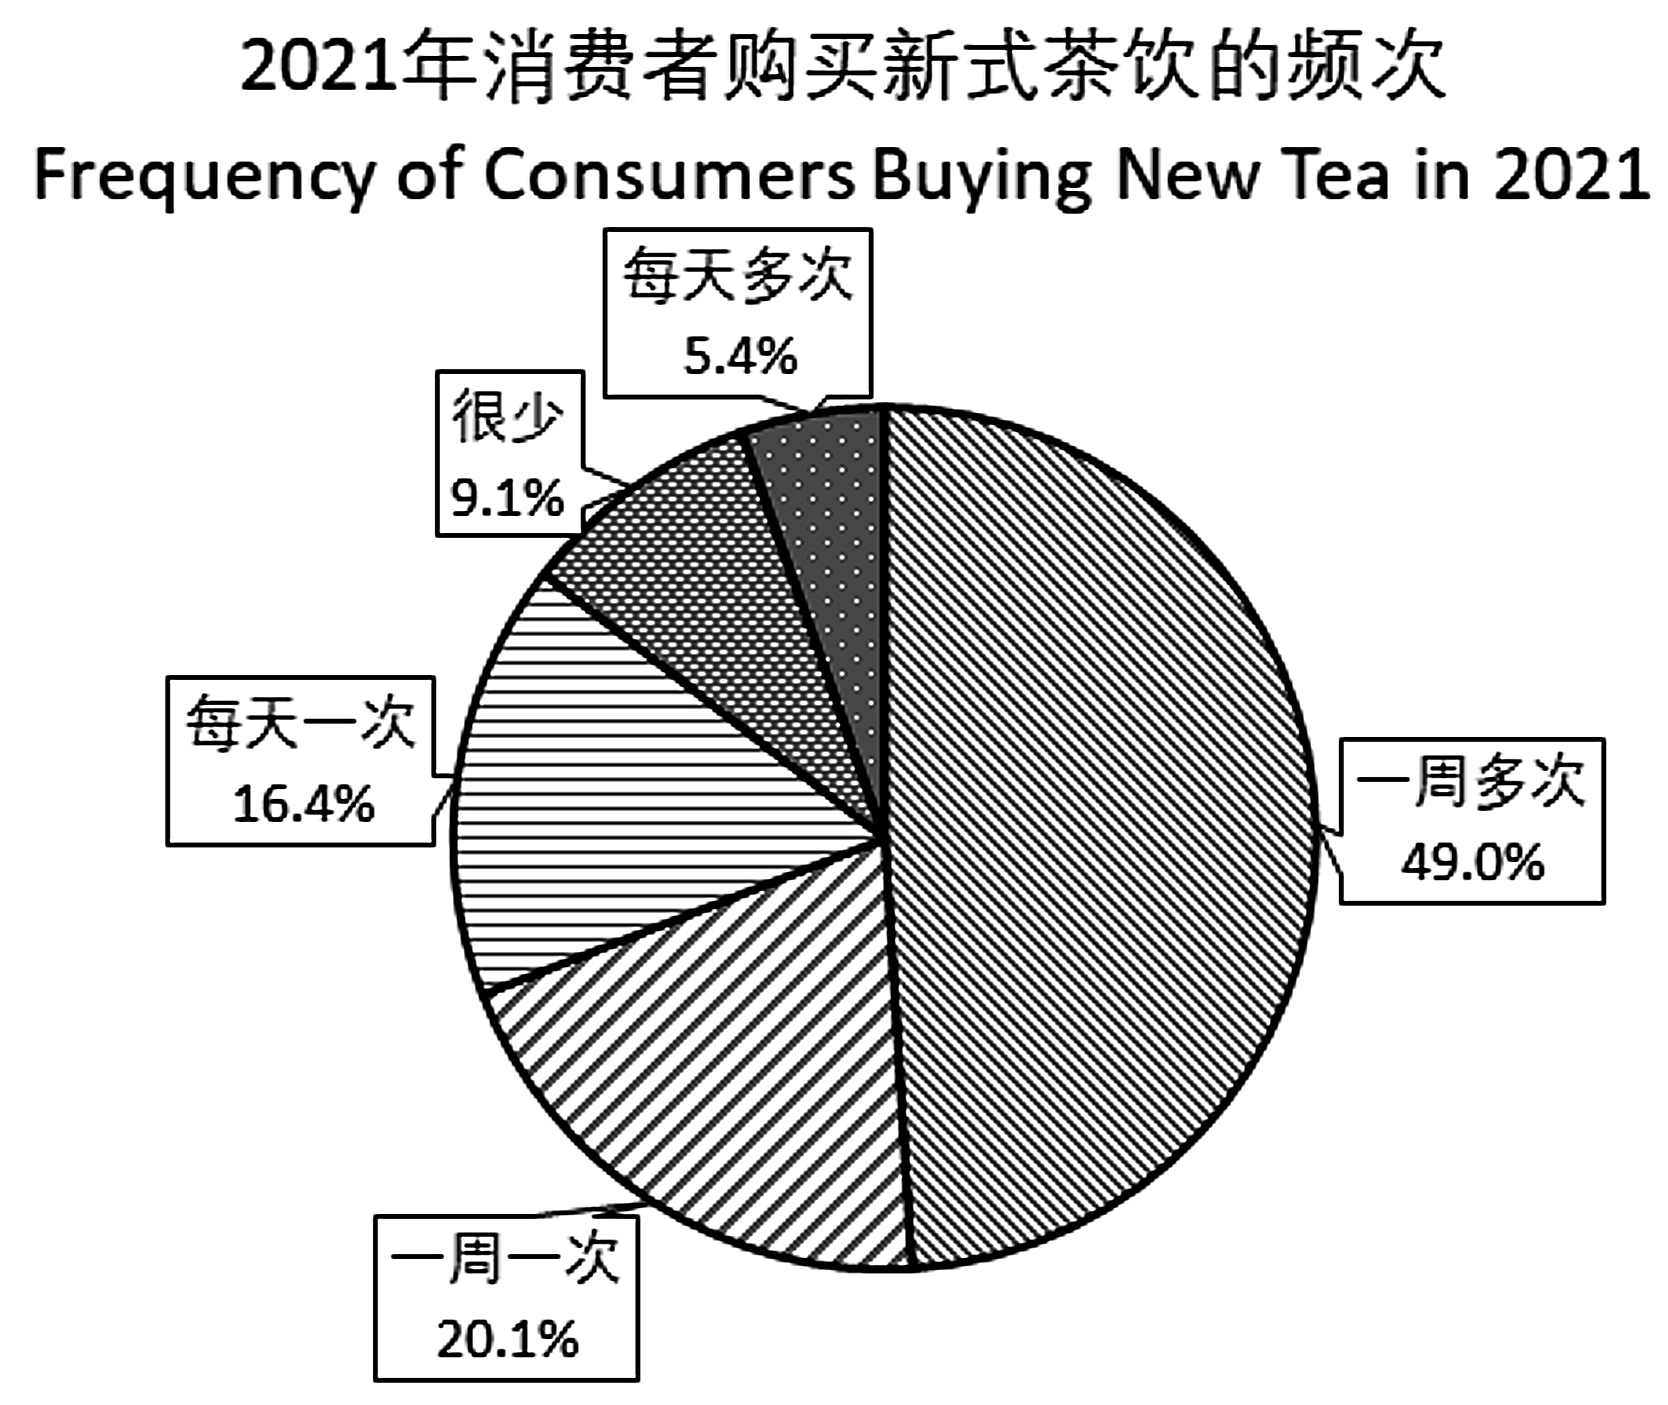 2021年消费者购买新式茶饮的频次
Frequency of Consumers Buying New Tea in 2021
每天多次
5.4%
很少
9.1%
每天一次
16.4%
一周多次
49.0%
一周一次
20.1%